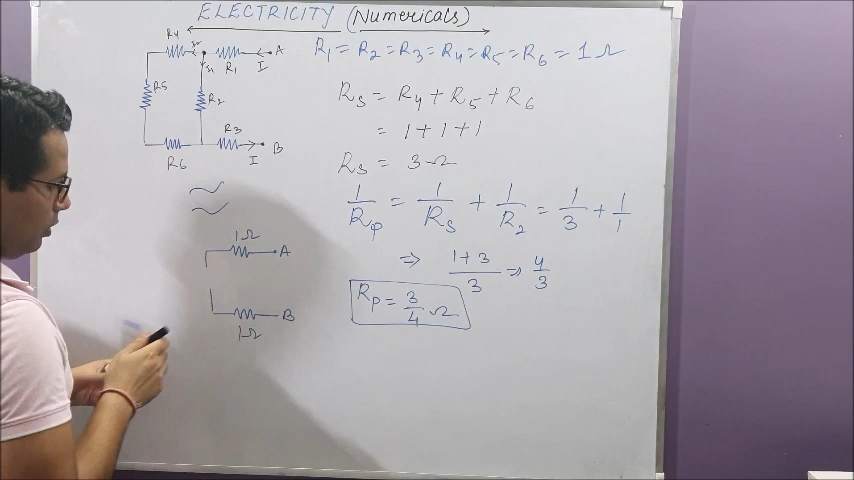 ELECTRICITY (Numericals)
R1 = R2 = R3 = R4 = R5 = R6 = 1Ω
R4
R1
I
A
R5
R2
R3
R6
I
B
Rs = R4 + R5 + R6
= 1 + 1 + 1
Rs = 3Ω
1/Rp = 1/Rs + 1/R2 = 1/3 + 1/1
⇒ (1+3)/3 ⇒ 4/3
Rp = 3/4 Ω
1Ω
A
B
1Ω